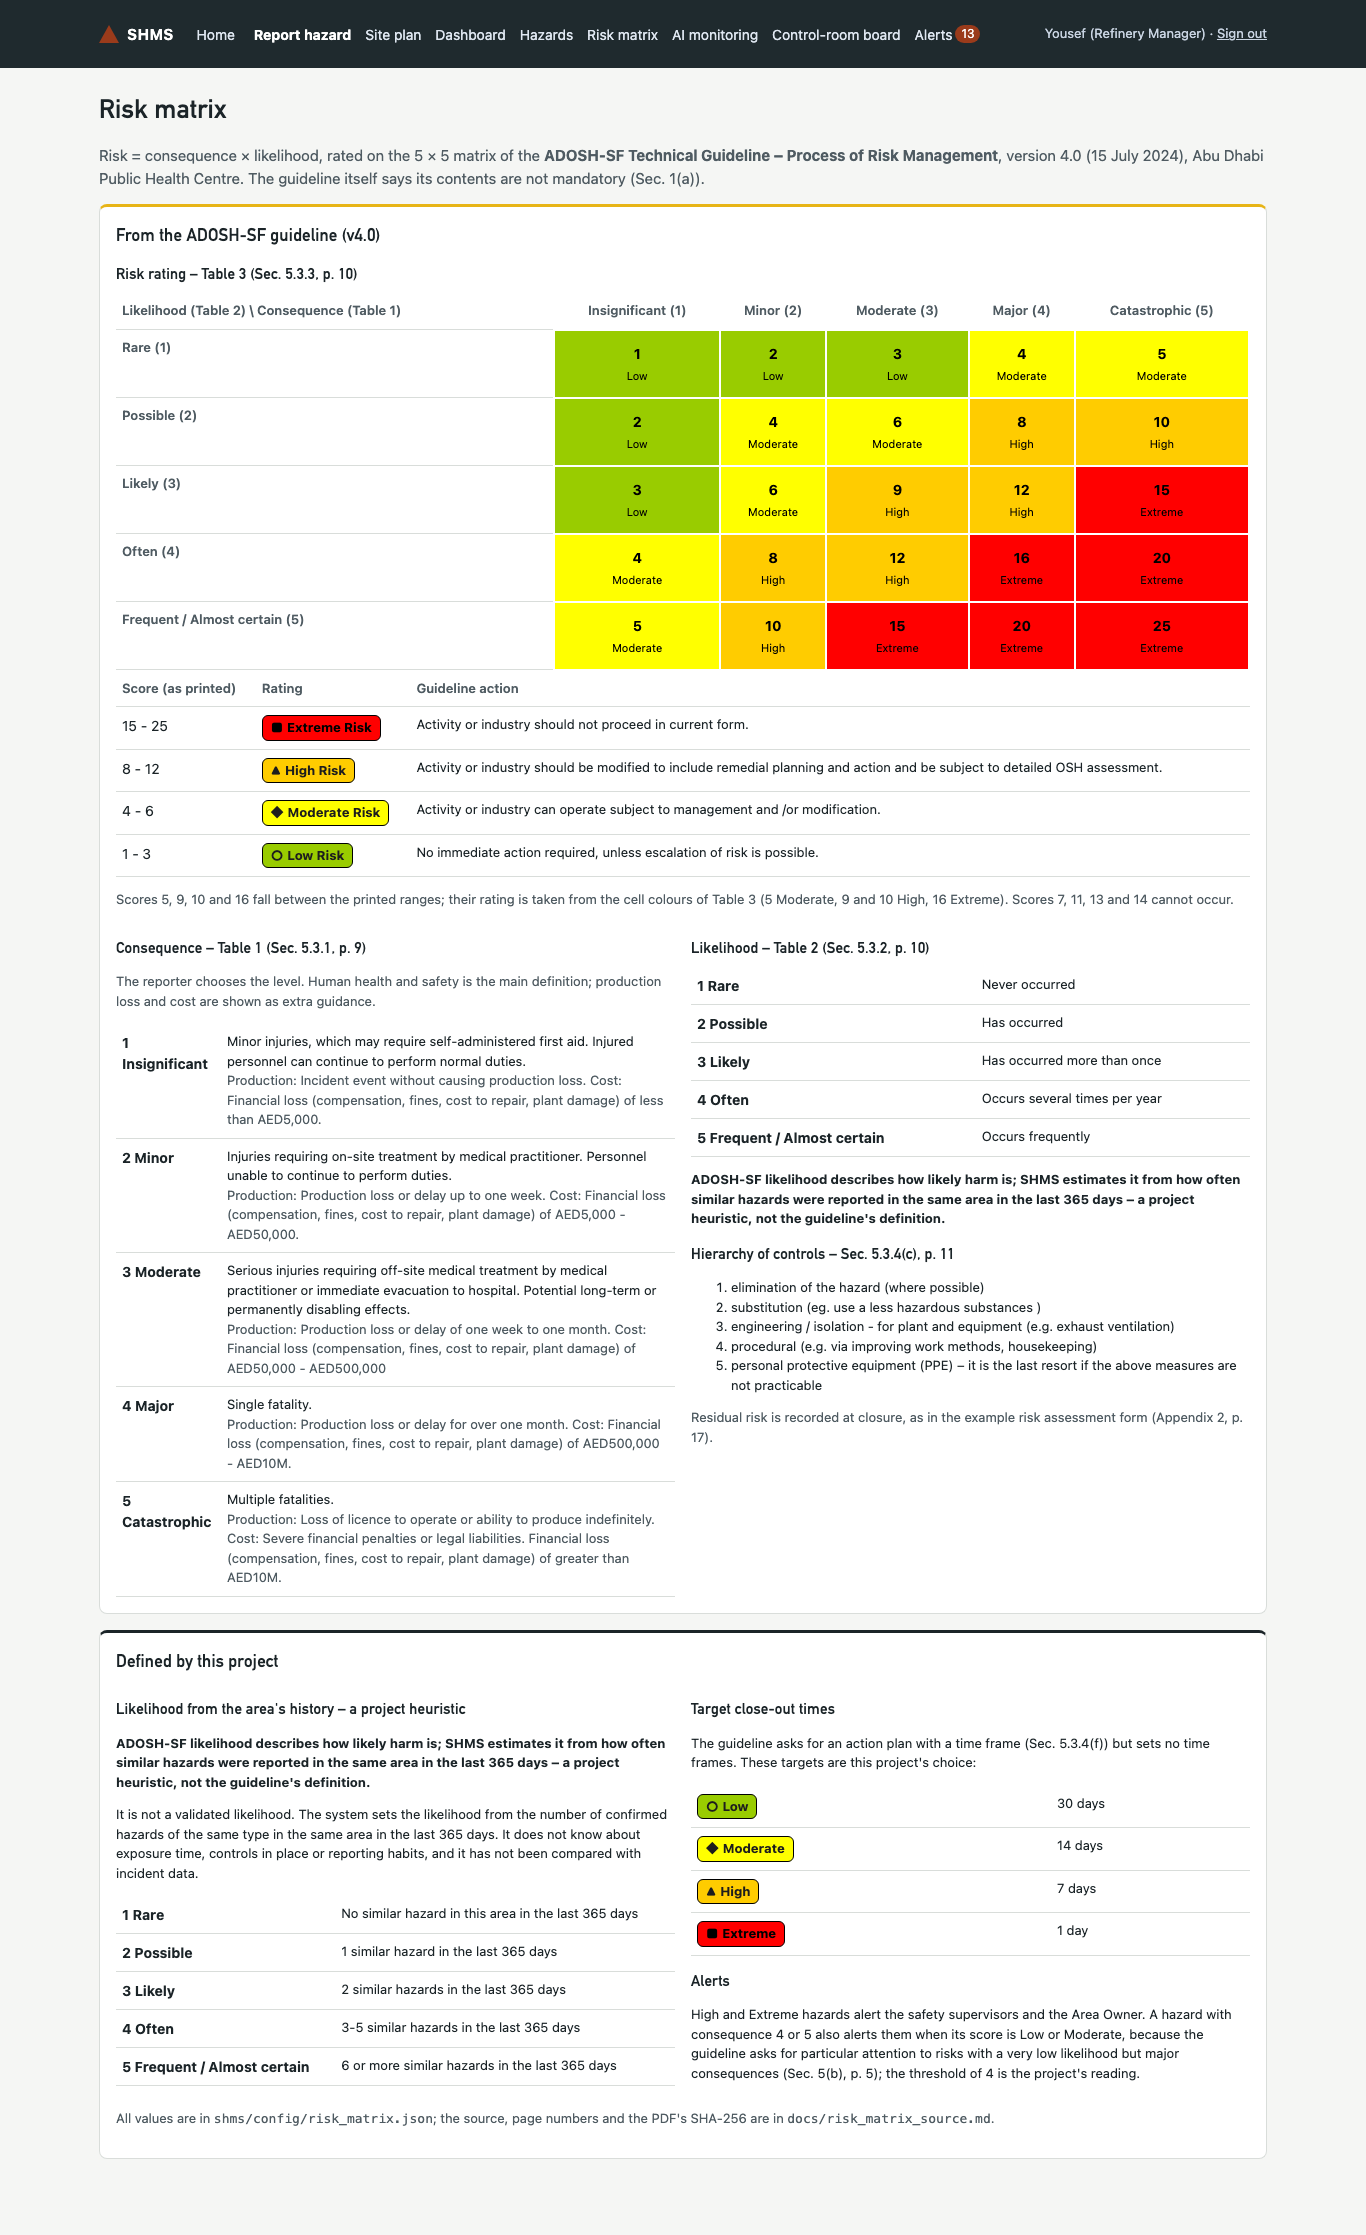 SHMS Home Report hazard Site plan Dashboard Hazards Risk matrix AI monitoring Control-room board Alerts 13 Yousef (Refinery Manager) · Sign out
Risk matrix
Risk = consequence × likelihood, rated on the 5 × 5 matrix of the ADOSH-SF Technical Guideline – Process of Risk Management, version 4.0 (15 July 2024), Abu Dhabi
Public Health Centre. The guideline itself says its contents are not mandatory (Sec. 1(a)).
From the ADOSH-SF guideline (v4.0)
Risk rating – Table 3 (Sec. 5.3.3, p. 10)
Likelihood (Table 2) \ Consequence (Table 1) Insignificant (1) Minor (2) Moderate (3) Major (4) Catastrophic (5)
Rare (1)
1 2 3 4 5
Low Low Low Moderate Moderate
Possible (2)
2 4 6 8 10
Low Moderate Moderate High High
Likely (3)
3 6 9 12 15
Low Moderate High High Extreme
Often (4)
4 8 12 16 20
Moderate High High Extreme Extreme
Frequent / Almost certain (5)
5 10 15 20 25
Moderate High Extreme Extreme Extreme
Score (as printed) Rating Guideline action
15 - 25 Extreme Risk Activity or industry should not proceed in current form.
8 - 12 High Risk Activity or industry should be modified to include remedial planning and action and be subject to detailed OSH assessment.
4 - 6 Moderate Risk Activity or industry can operate subject to management and /or modification.
1 - 3 Low Risk No immediate action required, unless escalation of risk is possible.
Scores 5, 9, 10 and 16 fall between the printed ranges; their rating is taken from the cell colours of Table 3 (5 Moderate, 9 and 10 High, 16 Extreme). Scores 7, 11, 13 and 14 cannot occur.
Consequence – Table 1 (Sec. 5.3.1, p. 9)
The reporter chooses the level. Human health and safety is the main definition; production
loss and cost are shown as extra guidance.
1 Insignificant
Minor injuries, which may require self-administered first aid. Injured
personnel can continue to perform normal duties.
Production: Incident event without causing production loss. Cost:
Financial loss (compensation, fines, cost to repair, plant damage) of less
than AED5,000.
2 Minor
Injuries requiring on-site treatment by medical practitioner. Personnel
unable to continue to perform duties.
Production: Production loss or delay up to one week. Cost: Financial loss
(compensation, fines, cost to repair, plant damage) of AED5,000 -
AED50,000.
3 Moderate
Serious injuries requiring off-site medical treatment by medical
practitioner or immediate evacuation to hospital. Potential long-term or
permanently disabling effects.
Production: Production loss or delay of one week to one month. Cost:
Financial loss (compensation, fines, cost to repair, plant damage) of
AED50,000 - AED500,000
4 Major
Single fatality.
Production: Production loss or delay for over one month. Cost: Financial
loss (compensation, fines, cost to repair, plant damage) of AED500,000
- AED10M.
5 Catastrophic
Multiple fatalities.
Production: Loss of licence to operate or ability to produce indefinitely.
Cost: Severe financial penalties or legal liabilities. Financial loss
(compensation, fines, cost to repair, plant damage) of greater than
AED10M.
Likelihood – Table 2 (Sec. 5.3.2, p. 10)
1 Rare Never occurred
2 Possible Has occurred
3 Likely Has occurred more than once
4 Often Occurs several times per year
5 Frequent / Almost certain Occurs frequently
ADOSH-SF likelihood describes how likely harm is; SHMS estimates it from how often
similar hazards were reported in the same area in the last 365 days – a project
heuristic, not the guideline's definition.
Hierarchy of controls – Sec. 5.3.4(c), p. 11
1. elimination of the hazard (where possible)
2. substitution (eg. use a less hazardous substances )
3. engineering / isolation - for plant and equipment (e.g. exhaust ventilation)
4. procedural (e.g. via improving work methods, housekeeping)
5. personal protective equipment (PPE) – it is the last resort if the above measures are
not practicable
Residual risk is recorded at closure, as in the example risk assessment form (Appendix 2, p.
17).
Defined by this project
Likelihood from the area's history – a project heuristic
ADOSH-SF likelihood describes how likely harm is; SHMS estimates it from how often
similar hazards were reported in the same area in the last 365 days – a project
heuristic, not the guideline's definition.
It is not a validated likelihood. The system sets the likelihood from the number of confirmed
hazards of the same type in the same area in the last 365 days. It does not know about
exposure time, controls in place or reporting habits, and it has not been compared with
incident data.
1 Rare No similar hazard in this area in the last 365 days
2 Possible 1 similar hazard in the last 365 days
3 Likely 2 similar hazards in the last 365 days
4 Often 3-5 similar hazards in the last 365 days
5 Frequent / Almost certain 6 or more similar hazards in the last 365 days
Target close-out times
The guideline asks for an action plan with a time frame (Sec. 5.3.4(f)) but sets no time
frames. These targets are this project's choice:
Low 30 days
Moderate 14 days
High 7 days
Extreme 1 day
Alerts
High and Extreme hazards alert the safety supervisors and the Area Owner. A hazard with
consequence 4 or 5 also alerts them when its score is Low or Moderate, because the
guideline asks for particular attention to risks with a very low likelihood but major
consequences (Sec. 5(b), p. 5); the threshold of 4 is the project's reading.
All values are in shms/config/risk_matrix.json; the source, page numbers and the PDF's SHA-256 are in docs/risk_matrix_source.md.